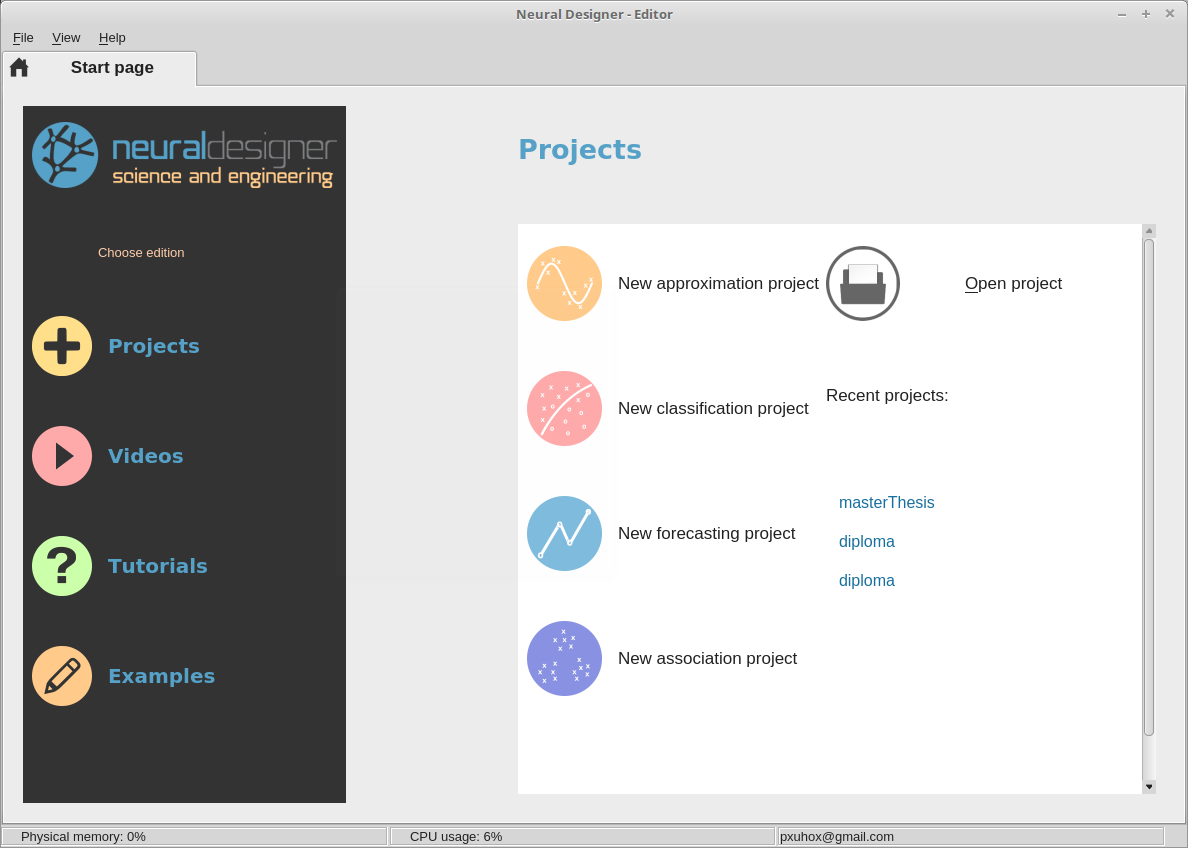 Neural Designer - Editor
File View Help
Start page
neuraldesigner
science and engineering
Choose edition
Projects
Videos
Tutorials
Examples
Projects
New approximation project
Open project
New classification project
Recent projects:
New forecasting project
masterThesis
diploma
diploma
New association project
Physical memory: 0%
CPU usage: 6%
pxuhox@gmail.com